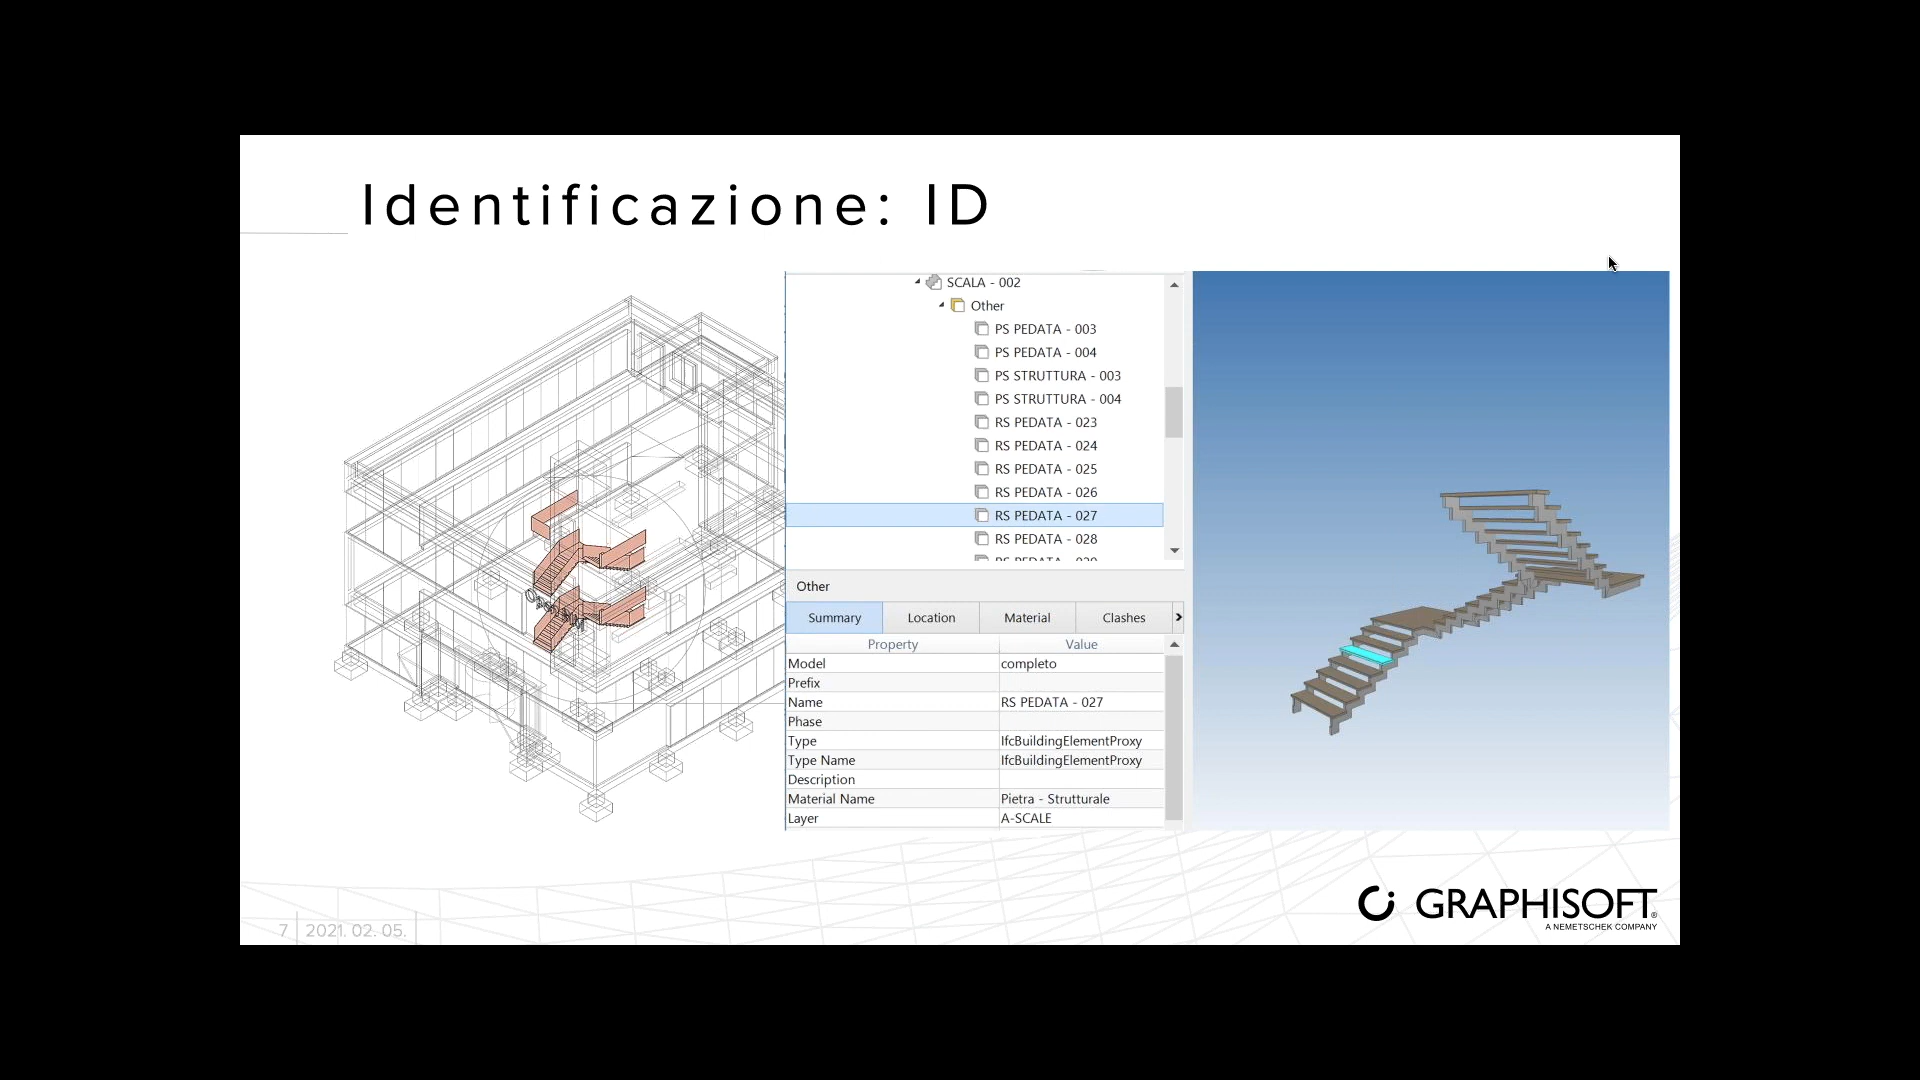 Identificazione: ID
SCALA - 002
Other
PS PEDATA - 003
PS PEDATA - 004
PS STRUTTURA - 003
PS STRUTTURA - 004
RS PEDATA - 023
RS PEDATA - 024
RS PEDATA - 025
RS PEDATA - 026
RS PEDATA - 027
RS PEDATA - 028
Other
Summary Location Material Clashes
Property Value
Model completo
Prefix
Name RS PEDATA - 027
Phase
Type IfcBuildingElementProxy
Type Name IfcBuildingElementProxy
Description
Material Name Pietra - Strutturale
Layer A-SCALE
GRAPHISOFT®
A NEMETSCHEK COMPANY
7 2021. 02. 05.